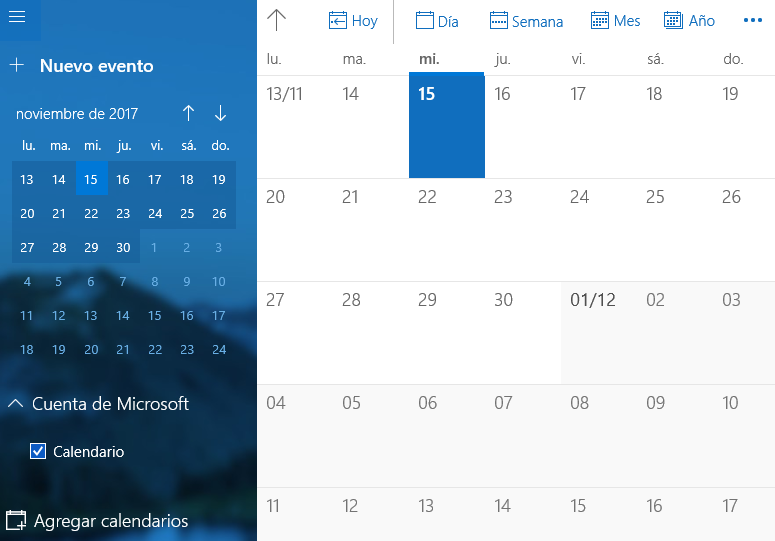 Nuevo evento
noviembre de 2017
lu. ma. mi. ju. vi. sá. do.
13 14 15 16 17 18 19
20 21 22 23 24 25 26
27 28 29 30 1 2 3
4 5 6 7 8 9 10
11 12 13 14 15 16 17
18 19 20 21 22 23 24
Cuenta de Microsoft
Calendario
Agregar calendarios
Hoy Día Semana Mes Año
lu. ma. mi. ju. vi. sá. do.
13/11 14 15 16 17 18 19
20 21 22 23 24 25 26
27 28 29 30 01/12 02 03
04 05 06 07 08 09 10
11 12 13 14 15 16 17